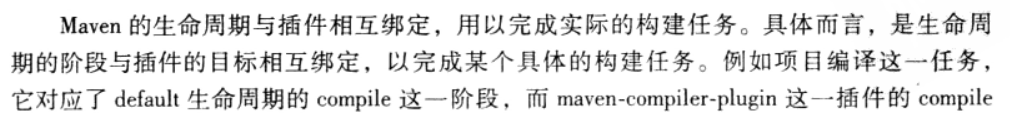 Maven 的生命周期与插件相互绑定，用以完成实际的构建任务。具体而言，是生命周
期的阶段与插件的目标相互绑定，以完成某个具体的构建任务。例如项目编译这一任务，
它对应了 default 生命周期的 compile 这一阶段，而 maven-compiler-plugin 这一插件的 compile